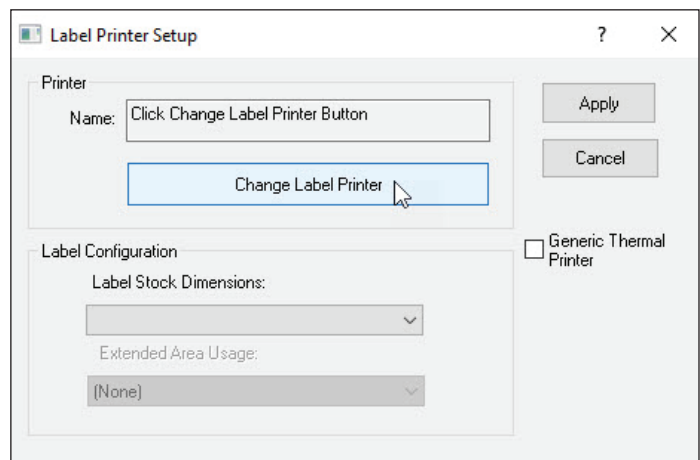 Label Printer Setup
?
Printer
Name: Click Change Label Printer Button
Apply
Change Label Printer
Cancel
Generic Thermal
Printer
Label Configuration
Label Stock Dimensions:
Extended Area Usage:
(None)